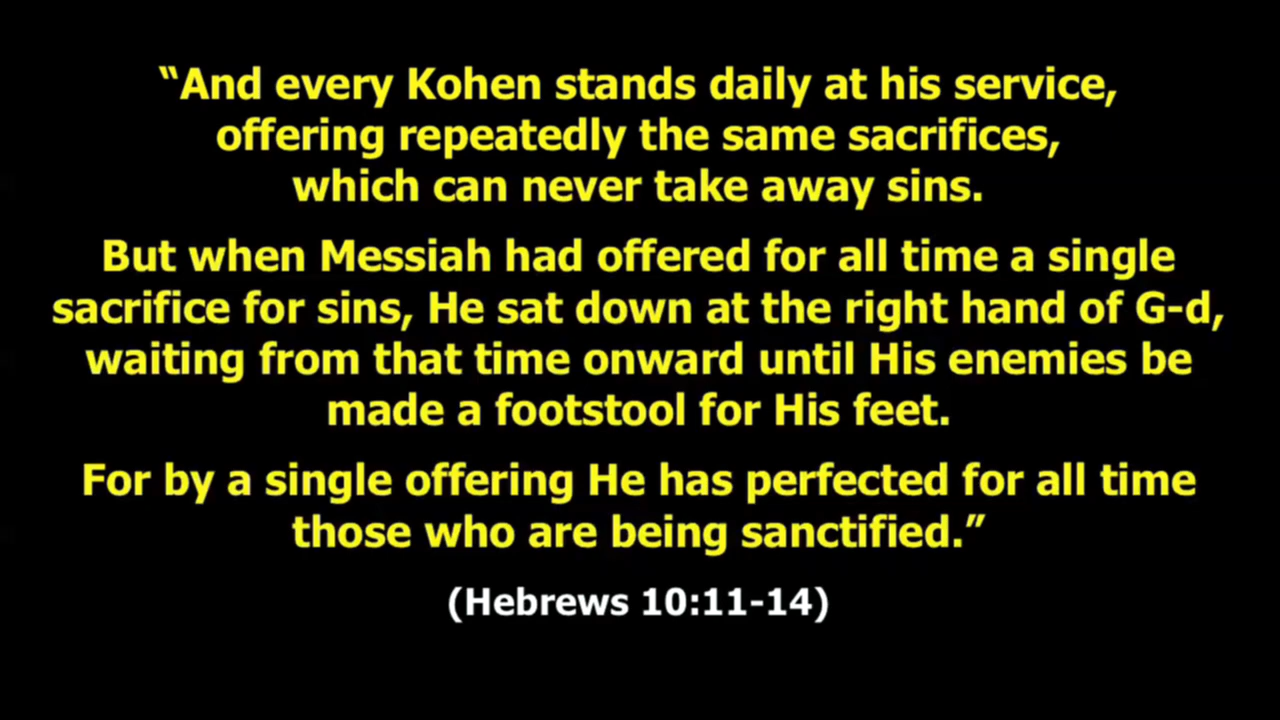 “And every Kohen stands daily at his service,
offering repeatedly the same sacrifices,
which can never take away sins.
But when Messiah had offered for all time a single
sacrifice for sins, He sat down at the right hand of G-d,
waiting from that time onward until His enemies be
made a footstool for His feet.
For by a single offering He has perfected for all time
those who are being sanctified.”
(Hebrews 10:11-14)